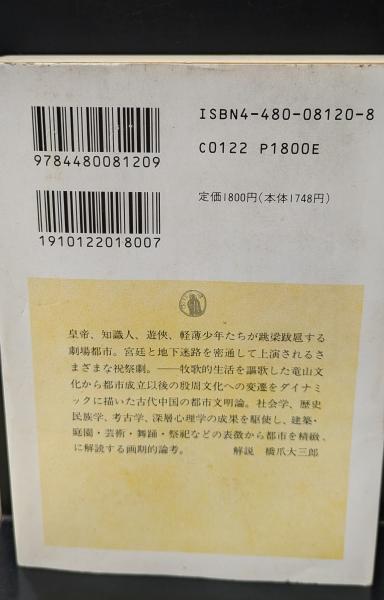 ISBN4-480-08120-8
C0122 P1800E
9784480081209
定価1800円(本体1748円)
1910122018007
皇帝、知識人、遊俠、軽薄少年たちが跳梁跋扈する
劇場都市。宮廷と地下迷路を密通して上演されるさ
まざまな祝祭劇。──牧歌的生活を謳歌した竜山文化
から都市成立以後の殷周文化への変遷をダイナミ
ックに描いた古代中国の都市文明論。社会学、歴史
民族学、考古学、深層心理学の成果を駆使し、建築・
庭園・芸術・舞踊・祭祀などの表徴から都市を精緻
に解読する画期的論考。 解説 橋爪大三郎